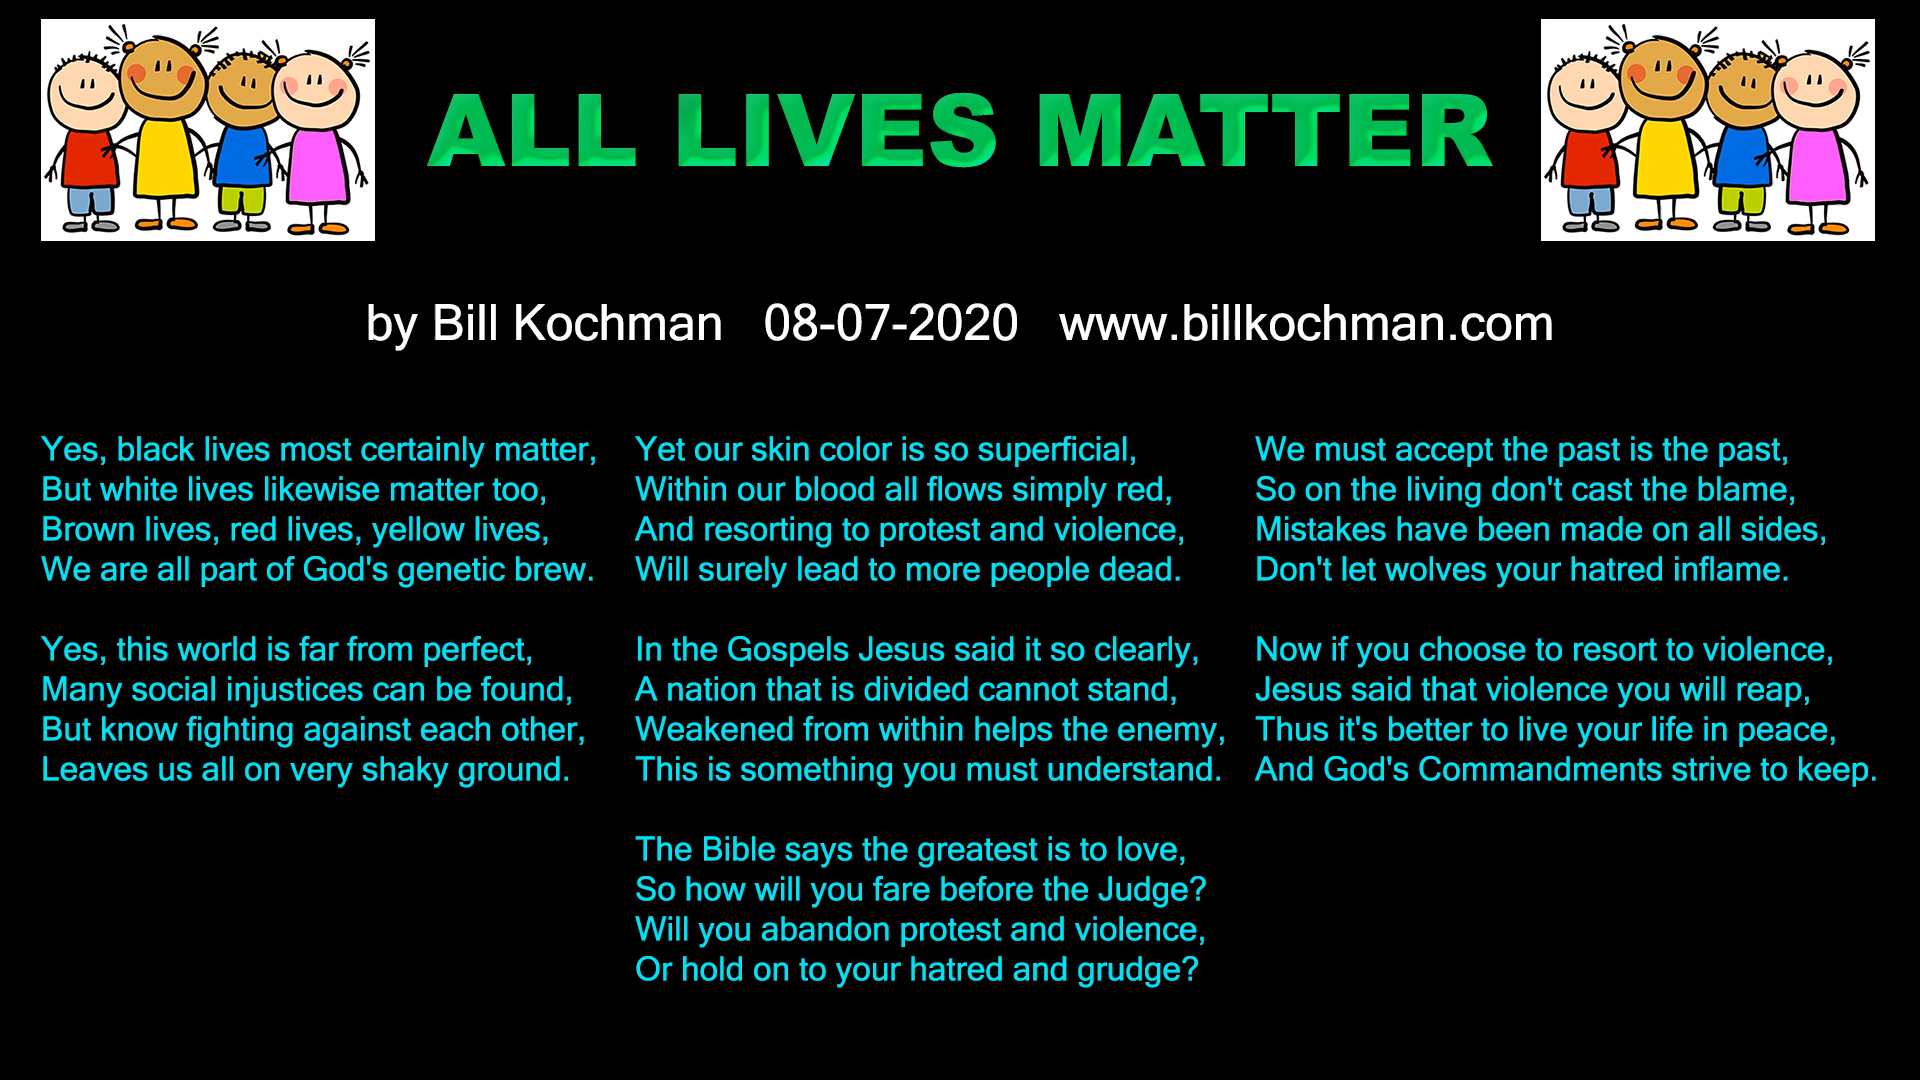 ALL LIVES MATTER
by Bill Kochman 08-07-2020 www.billkochman.com
Yes, black lives most certainly matter,
But white lives likewise matter too,
Brown lives, red lives, yellow lives,
We are all part of God's genetic brew.
Yes, this world is far from perfect,
Many social injustices can be found,
But know fighting against each other,
Leaves us all on very shaky ground.
Yet our skin color is so superficial,
Within our blood all flows simply red,
And resorting to protest and violence,
Will surely lead to more people dead.
In the Gospels Jesus said it so clearly,
A nation that is divided cannot stand,
Weakened from within helps the enemy,
This is something you must understand.
The Bible says the greatest is to love,
So how will you fare before the Judge?
Will you abandon protest and violence,
Or hold on to your hatred and grudge?
We must accept the past is the past,
So on the living don't cast the blame,
Mistakes have been made on all sides,
Don't let wolves your hatred inflame.
Now if you choose to resort to violence,
Jesus said that violence you will reap,
Thus it's better to live your life in peace,
And God's Commandments strive to keep.